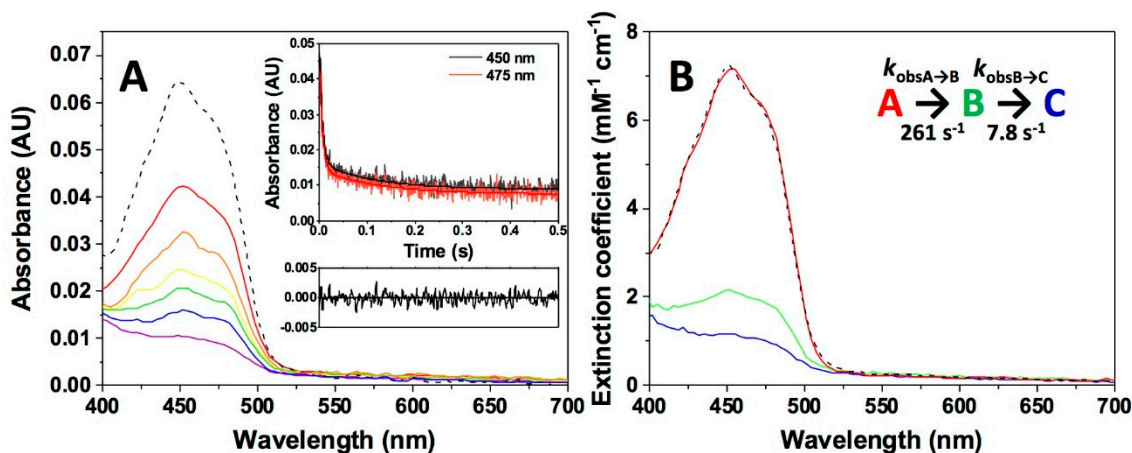 A
0.07
0.06
0.05
0.04
0.03
0.02
0.01
0.00
Absorbance (AU)
400 450 500 550 600 650 700
Wavelength (nm)
0.05
0.04
0.03
0.02
0.01
0.00
Absorbance (AU)
450 nm
475 nm
0.0 0.1 0.2 0.3 0.4 0.5
Time (s)
0.005
0.000
-0.005
B
8
6
4
2
0
Extinction coefficient (mM⁻¹ cm⁻¹)
400 450 500 550 600 650 700
Wavelength (nm)
kobsA→B kobsB→C
A → B → C
261 s⁻¹ 7.8 s⁻¹